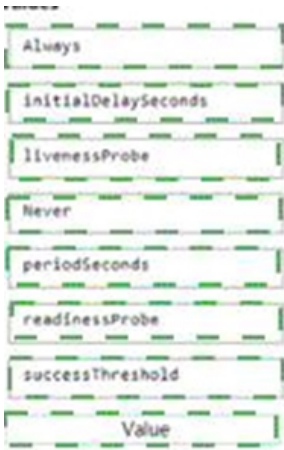 Always
initialDelaySeconds
livenessProbe
Never
periodSeconds
readinessProbe
successThreshold
Value